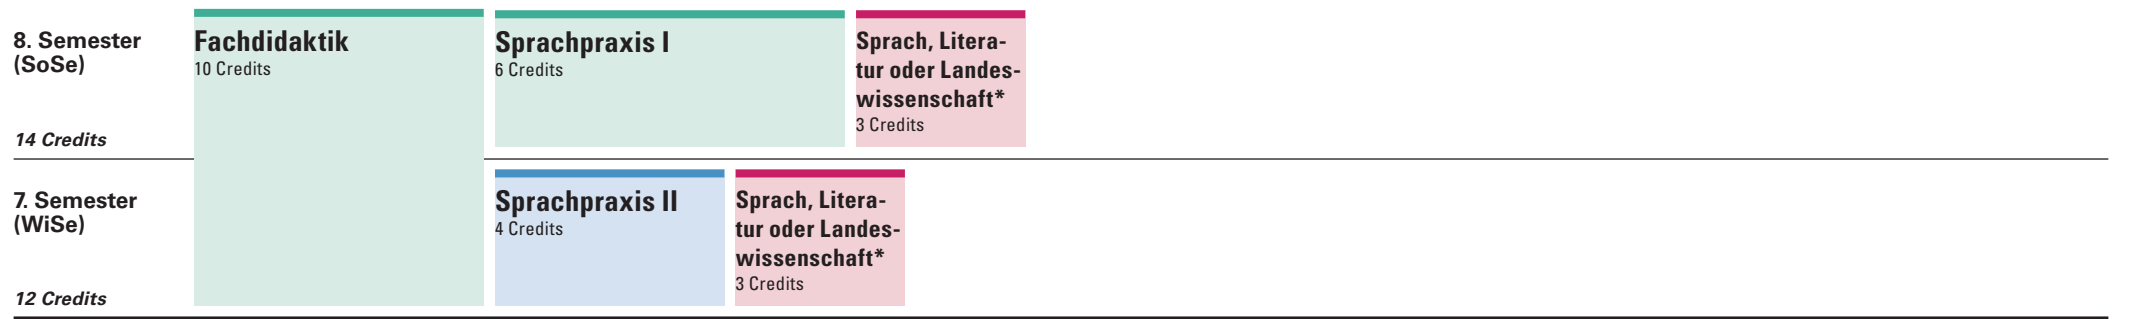 8. Semester
(SoSe)
14 Credits
Fachdidaktik
10 Credits
Sprachpraxis I
6 Credits
Sprach, Litera-
tur oder Landes-
wissenschaft*
3 Credits
7. Semester
(WiSe)
12 Credits
Sprachpraxis II
4 Credits
Sprach, Litera-
tur oder Landes-
wissenschaft*
3 Credits